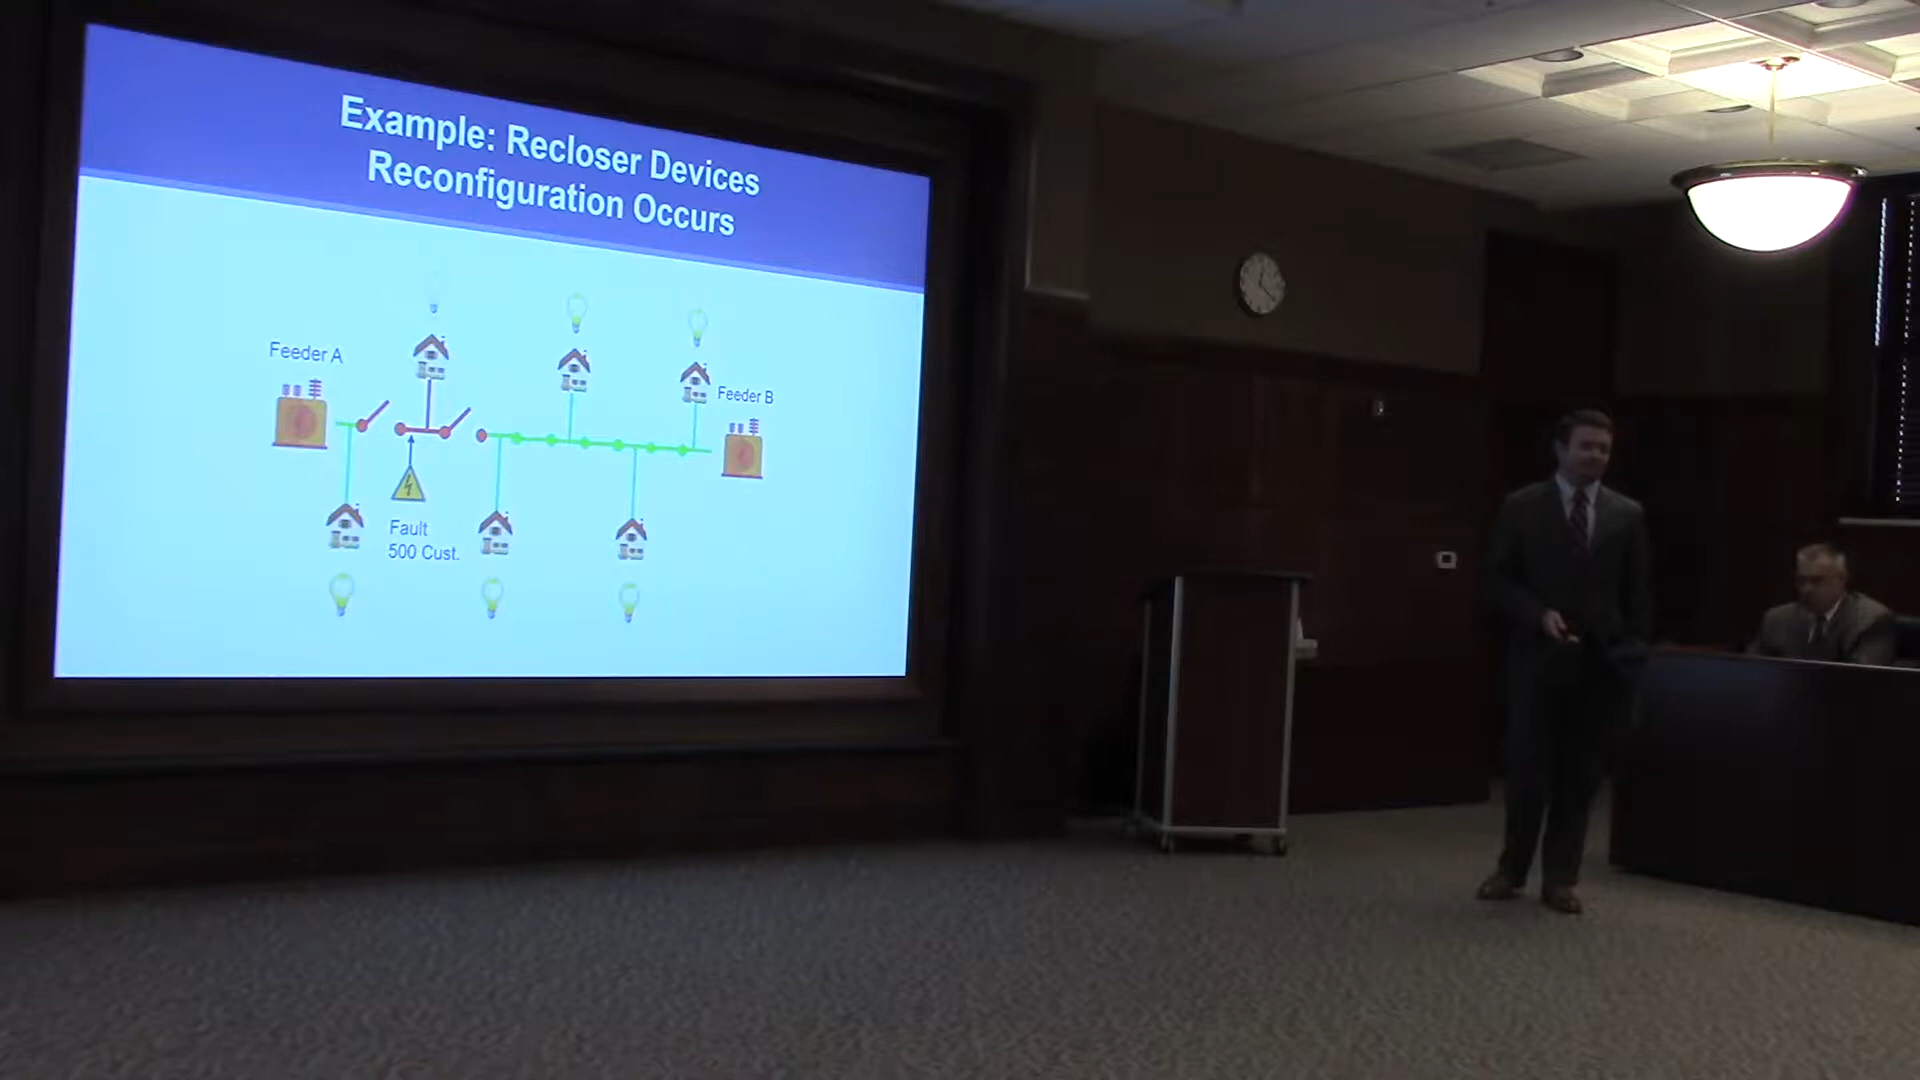 Example: Recloser Devices
Reconfiguration Occurs
Feeder A
Feeder B
Fault
500 Cust.